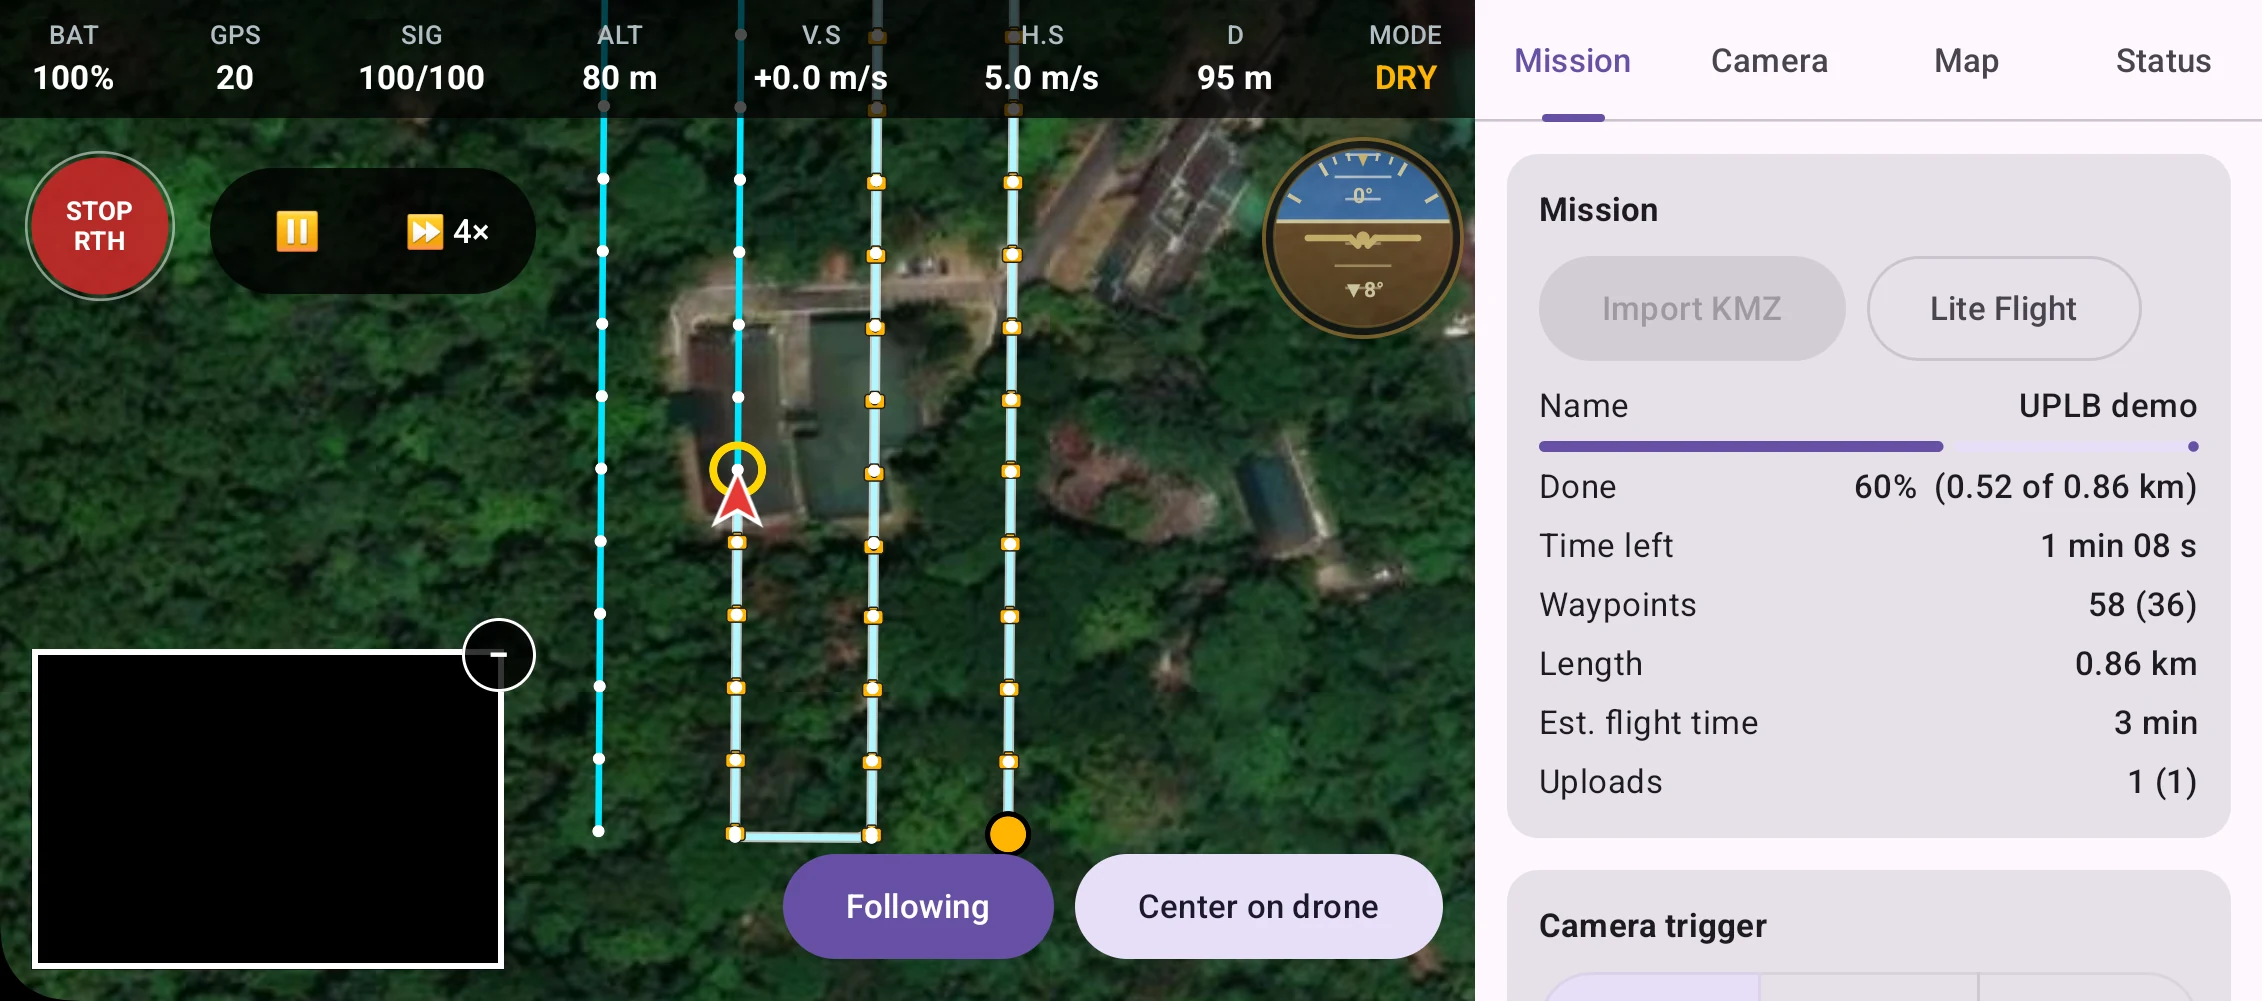 BAT GPS SIG ALT V.S H.S D MODE
100% 20 100/100 80 m +0.0 m/s 5.0 m/s 95 m DRY
STOP
RTH
4×
0°
8°
Following
Center on drone
Mission Camera Map Status
Mission
Import KMZ Lite Flight
Name UPLB demo
Done 60% (0.52 of 0.86 km)
Time left 1 min 08 s
Waypoints 58 (36)
Length 0.86 km
Est. flight time 3 min
Uploads 1 (1)
Camera trigger